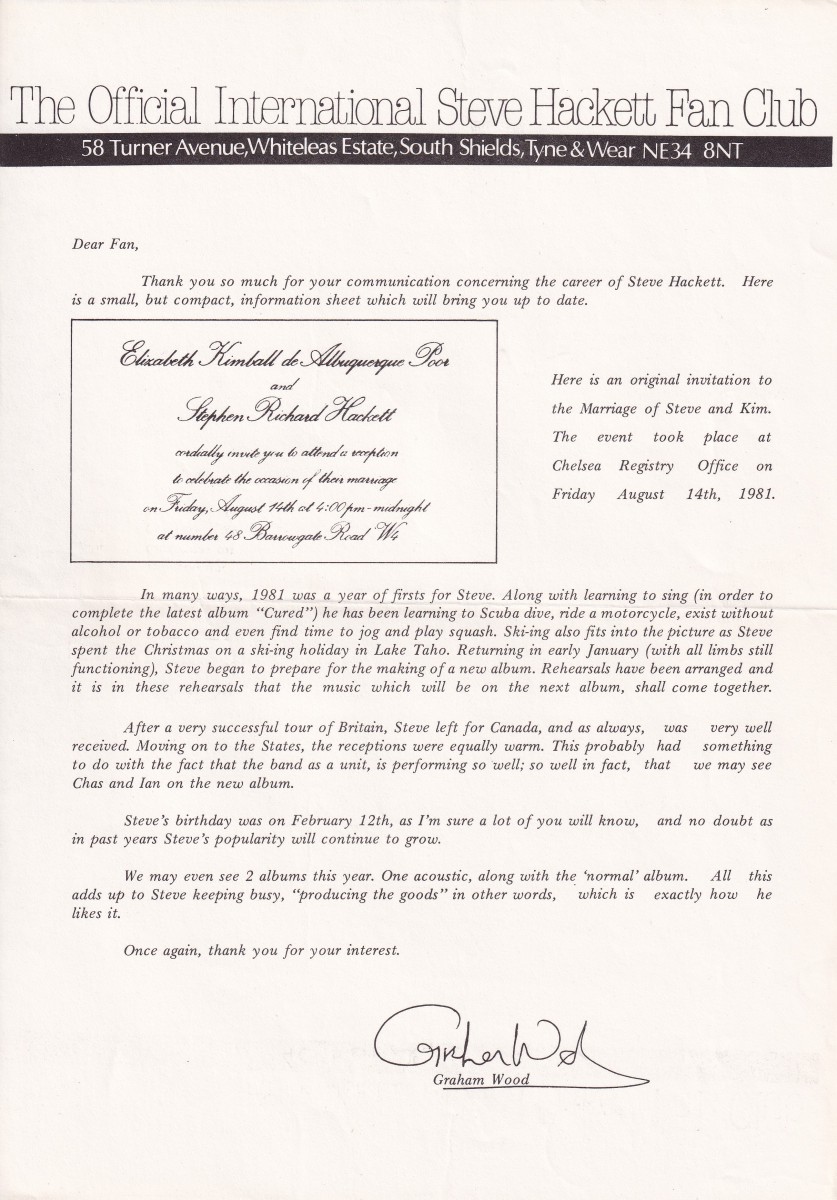 The Official International Steve Hackett Fan Club
58 Turner Avenue, Whiteleas Estate, South Shields, Tyne & Wear NE34 8NT
Dear Fan,
Thank you so much for your communication concerning the career of Steve Hackett. Here
is a small, but compact, information sheet which will bring you up to date.
Elizabeth Kimball de Albuquerque Poor
and
Stephen Richard Hackett
cordially invite you to attend a reception
to celebrate the occasion of their marriage
on Friday, August 14th at 4:00pm - midnight
at number 48 Barrowgate Road W4
Here is an original invitation to
the Marriage of Steve and Kim.
The event took place at
Chelsea Registry Office on
Friday August 14th, 1981.
In many ways, 1981 was a year of firsts for Steve. Along with learning to sing (in order to
complete the latest album “Cured”) he has been learning to Scuba dive, ride a motorcycle, exist without
alcohol or tobacco and even find time to jog and play squash. Ski-ing also fits into the picture as Steve
spent the Christmas on a ski-ing holiday in Lake Taho. Returning in early January (with all limbs still
functioning), Steve began to prepare for the making of a new album. Rehearsals have been arranged and
it is in these rehearsals that the music which will be on the next album, shall come together.
After a very successful tour of Britain, Steve left for Canada, and as always, was very well
received. Moving on to the States, the receptions were equally warm. This probably had something
to do with the fact that the band as a unit, is performing so well; so well in fact, that we may see
Chas and Ian on the new album.
Steve’s birthday was on February 12th, as I’m sure a lot of you will know, and no doubt as
in past years Steve’s popularity will continue to grow.
We may even see 2 albums this year. One acoustic, along with the ‘normal’ album. All this
adds up to Steve keeping busy, “producing the goods” in other words, which is exactly how he
likes it.
Once again, thank you for your interest.
Graham Wood
Graham Wood